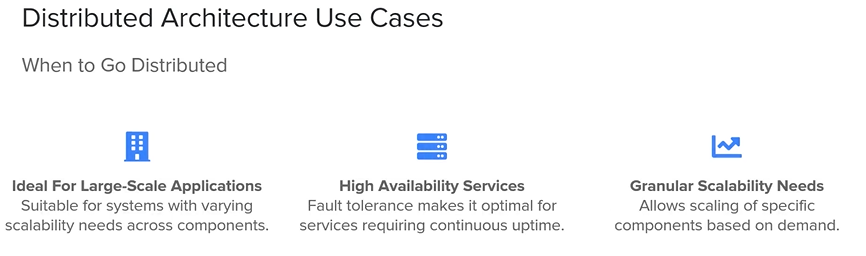 Distributed Architecture Use Cases
When to Go Distributed
Ideal For Large-Scale Applications
Suitable for systems with varying
scalability needs across components.
High Availability Services
Fault tolerance makes it optimal for
services requiring continuous uptime.
Granular Scalability Needs
Allows scaling of specific
components based on demand.